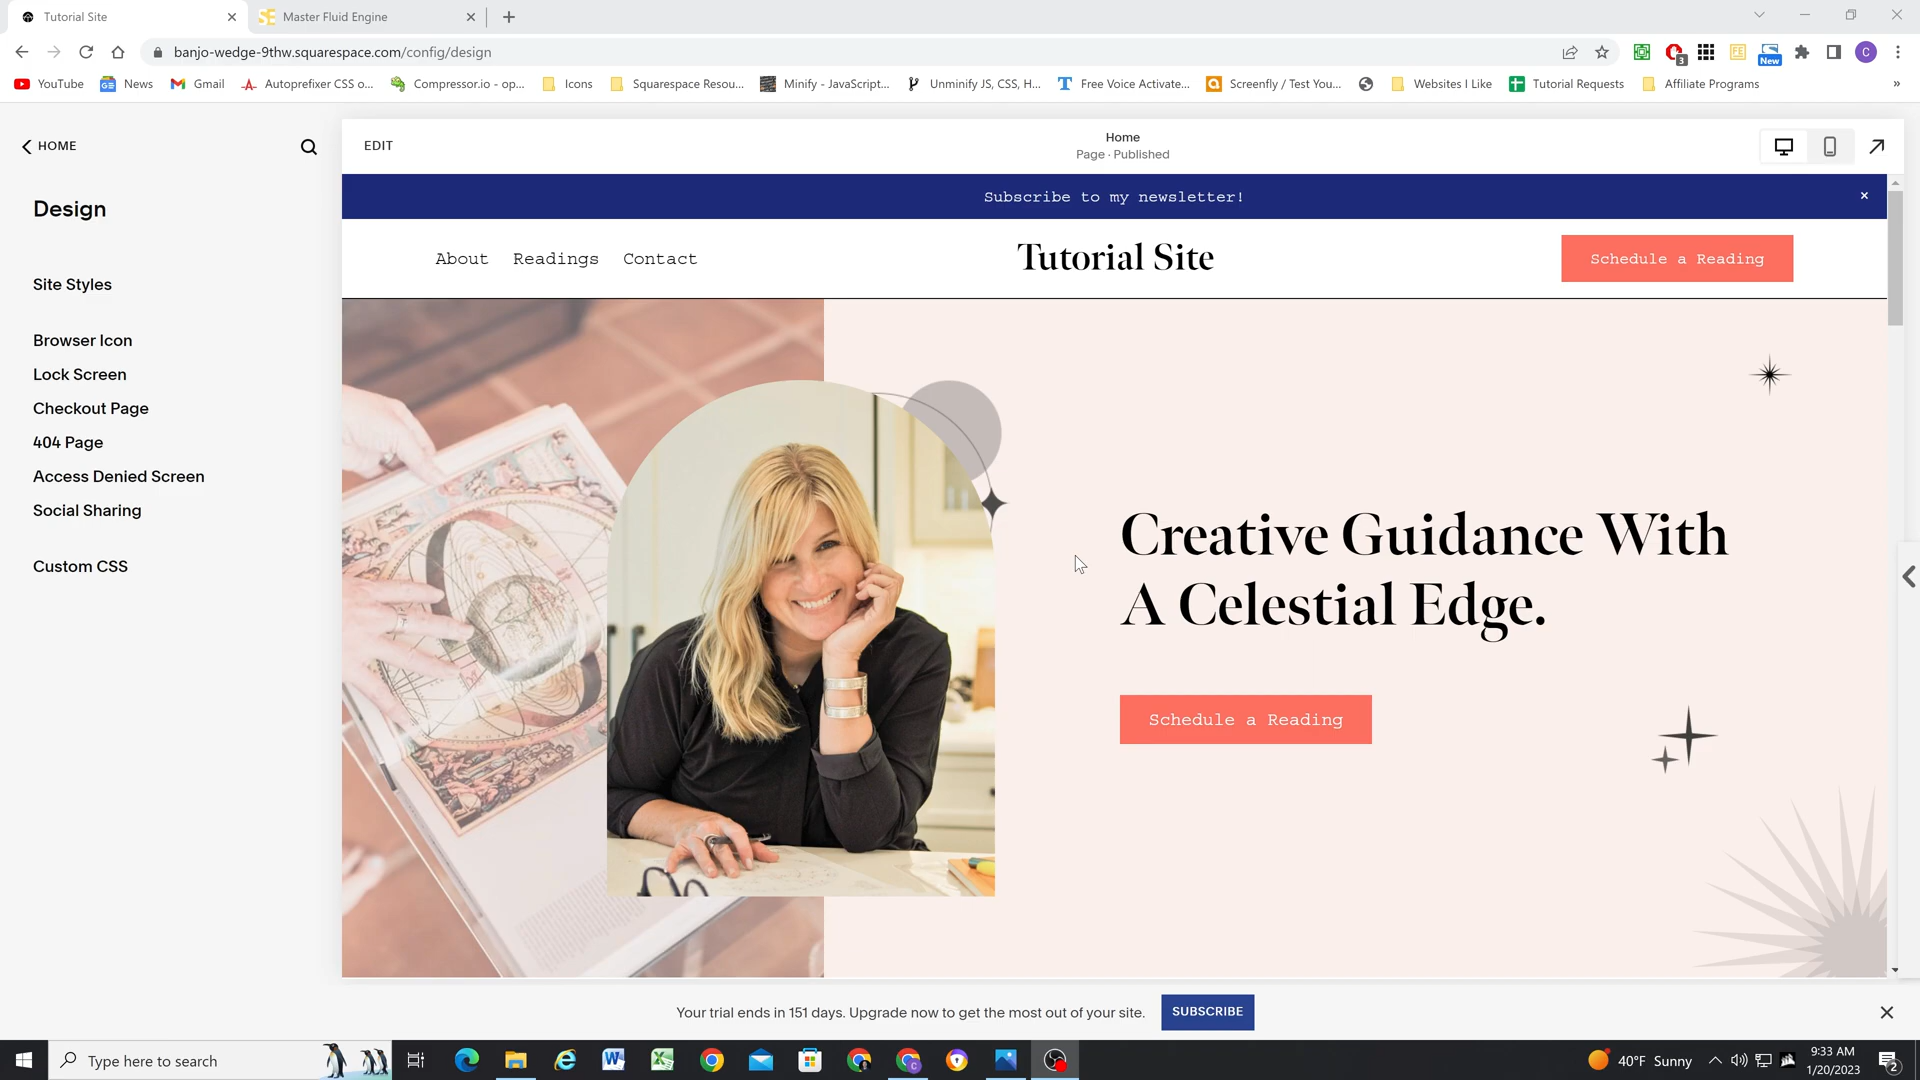 Tutorial Site
Master Fluid Engine
banjo-wedge-9thw.squarespace.com/config/design
3
New
C
YouTube
News
Gmail
Autoprefixer CSS o...
Compressor.io - op...
Icons
Squarespace Resou...
Minify - JavaScript...
Unminify JS, CSS, H...
Free Voice Activate...
Screenfly / Test You...
Websites I Like
Tutorial Requests
Affiliate Programs
HOME
EDIT
Home
Page · Published
Design
Site Styles
Browser Icon
Lock Screen
Checkout Page
404 Page
Access Denied Screen
Social Sharing
Custom CSS
Subscribe to my newsletter!
About
Readings
Contact
Tutorial Site
Schedule a Reading
Creative Guidance With
A Celestial Edge.
Schedule a Reading
Your trial ends in 151 days. Upgrade now to get the most out of your site.
SUBSCRIBE
Type here to search
40°F Sunny
9:33 AM
1/20/2023
2